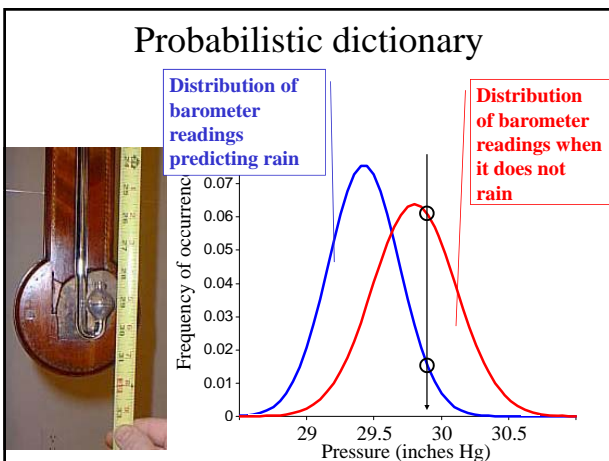 Probabilistic dictionary
Distribution of
barometer
readings
predicting rain
Distribution
of barometer
readings when
it does not
rain
Frequency of occurrence
0.07
0.06
0.05
0.04
0.03
0.02
0.01
0
29
29.5
30
30.5
Pressure (inches Hg)